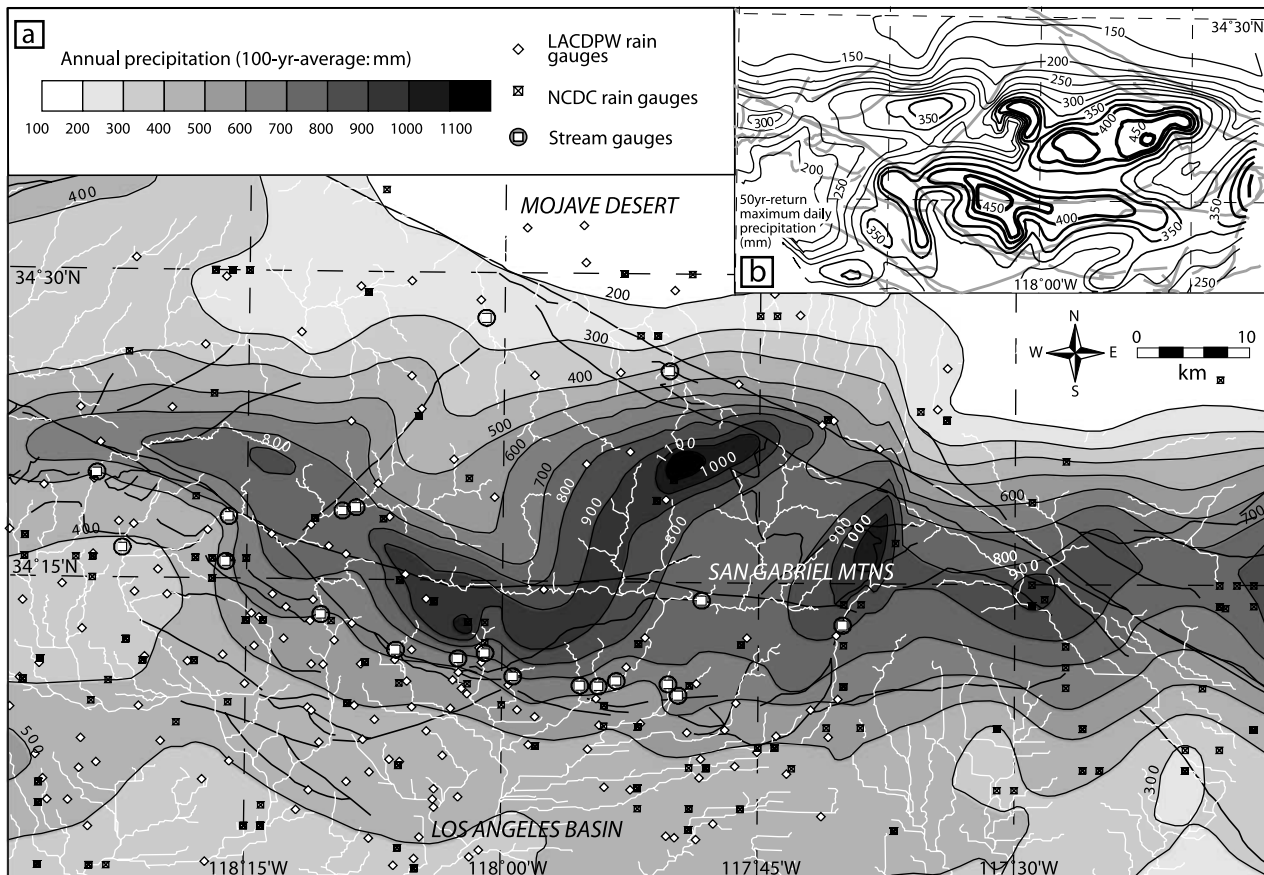 a
Annual precipitation (100-yr-average: mm)
100 200 300 400 500 600 700 800 900 1000 1100
LACDPW rain
gauges
NCDC rain gauges
Stream gauges
34°30'N
150
150
200
250
300
350
400
450
350
300
200
250
450
400
350
350
350
250
50yr-return
maximum daily
precipitation
(mm)
b
118°00'W
400
MOJAVE DESERT
34°30'N
200
300
N
W E
S
0 10
km
400
500
600
700
800
900
800
1100
1000
800
900
1000
600
700
800
900
400
34°15'N
SAN GABRIEL MTNS
500
300
LOS ANGELES BASIN
118°15'W
118°00'W
117°45'W
117°30'W